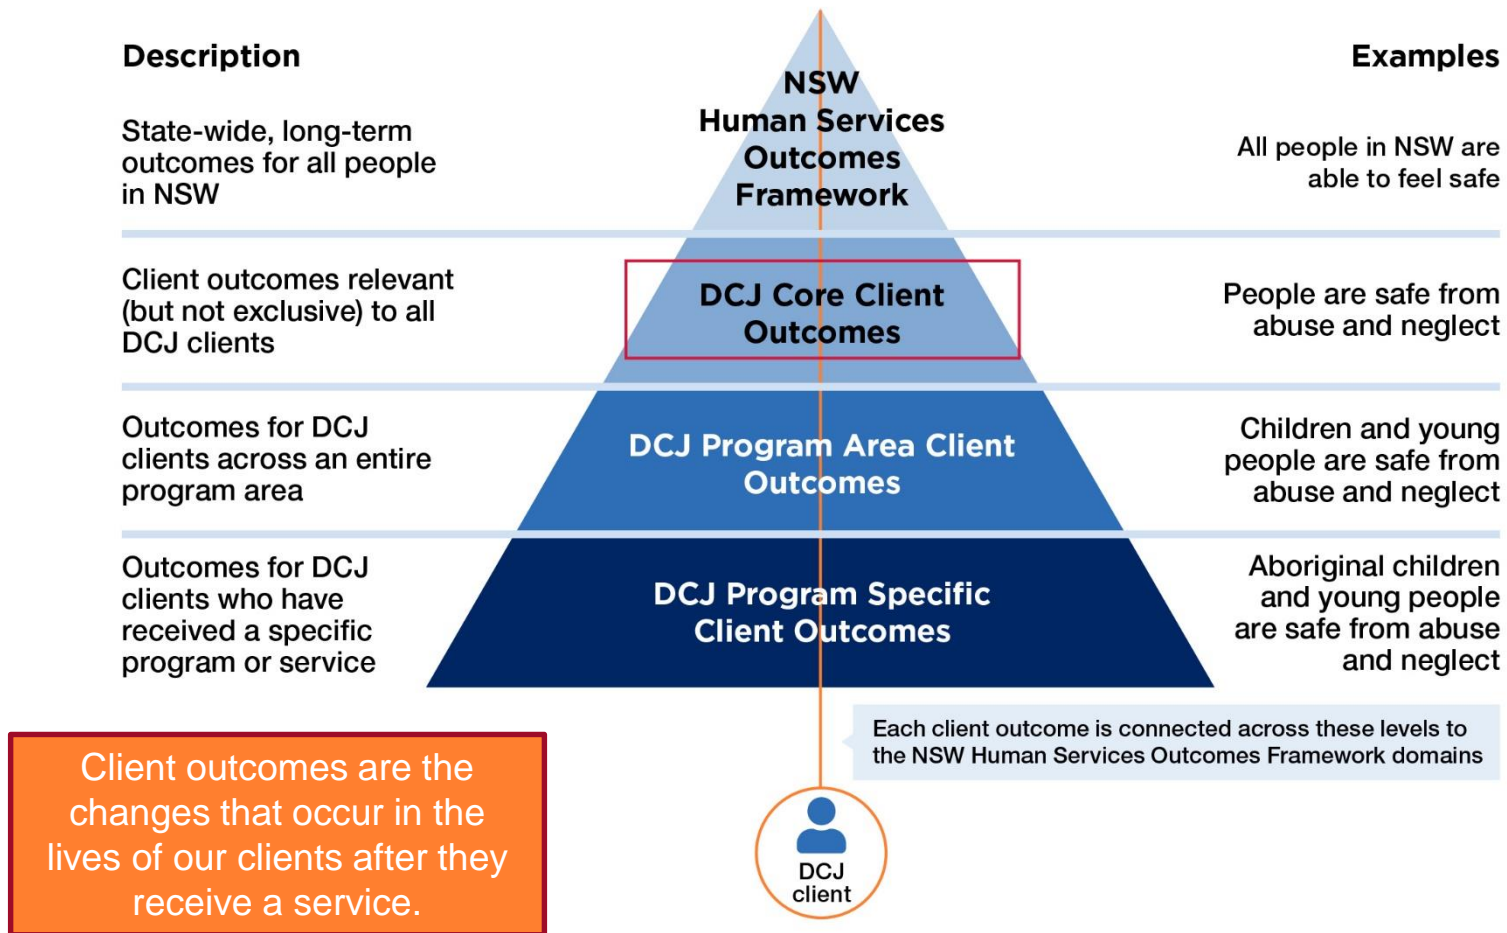 Description
Examples
NSW
Human Services
Outcomes
Framework
State-wide, long-term
outcomes for all people
in NSW
All people in NSW are
able to feel safe
Client outcomes relevant
(but not exclusive) to all
DCJ clients
DCJ Core Client
Outcomes
People are safe from
abuse and neglect
Outcomes for DCJ
clients across an entire
program area
DCJ Program Area Client
Outcomes
Children and young
people are safe from
abuse and neglect
Outcomes for DCJ
clients who have
received a specific
program or service
DCJ Program Specific
Client Outcomes
Aboriginal children
and young people
are safe from abuse
and neglect
Each client outcome is connected across these levels to
the NSW Human Services Outcomes Framework domains
Client outcomes are the
changes that occur in the
lives of our clients after they
receive a service.
DCJ
client